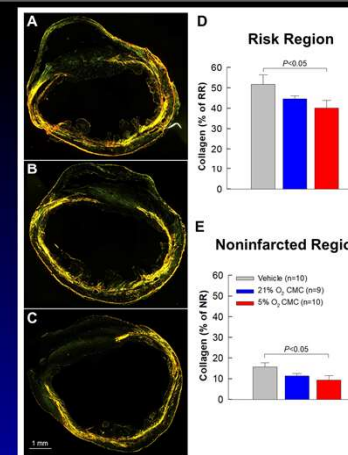 A
B
C
1 mm
D
Risk Region
P<0.05
Collagen (% of RR)
60
50
40
30
20
10
0
E
Noninfarcted Regio
Vehicle (n=10)
21% O₂ CMC (n=9)
5% O₂ CMC (n=10)
P<0.05
Collagen (% of NR)
60
50
40
30
20
10
0